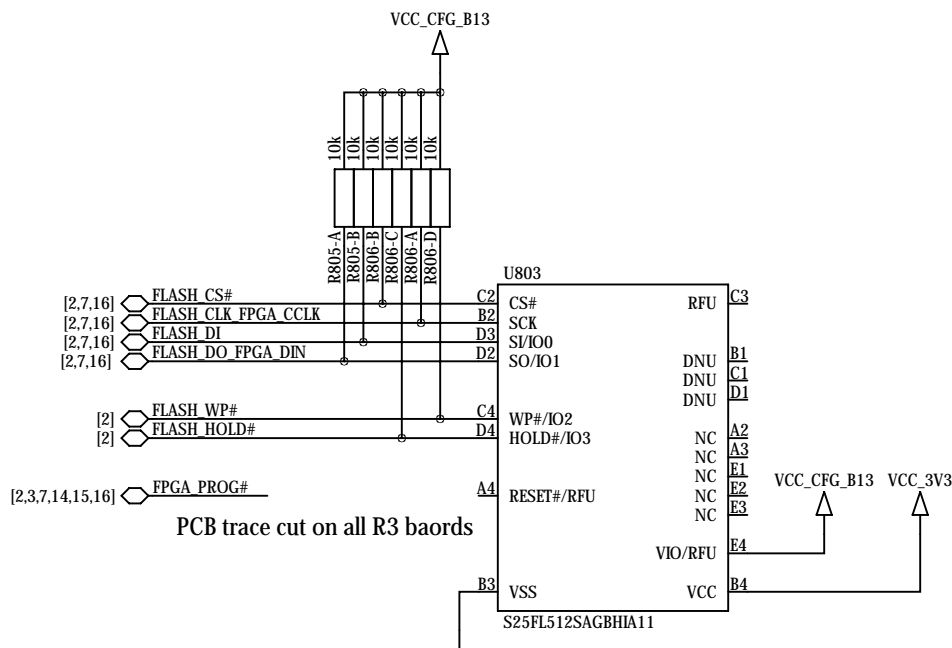 VCC_CFG_B13
10k
10k
10k
10k
10k
10k
R805-A
R805-B
R806-B
R806-C
R806-A
R806-D
U803
[2,7,16] FLASH_CS# C2 CS# RFU C3
[2,7,16] FLASH_CLK_FPGA_CCLK B2 SCK
[2,7,16] FLASH_DI D3 SI/IO0
[2,7,16] FLASH_DO_FPGA_DIN D2 SO/IO1 DNU B1
DNU C1
DNU D1
[2] FLASH_WP# C4 WP#/IO2
[2] FLASH_HOLD# D4 HOLD#/IO3
NC A2
NC A3
NC E1
NC E2
NC E3
VCC_CFG_B13 VCC_3V3
[2,3,7,14,15,16] FPGA_PROG# A4 RESET#/RFU
PCB trace cut on all R3 baords
VIO/RFU E4
B3 VSS VCC B4
S25FL512SAGBHIA11